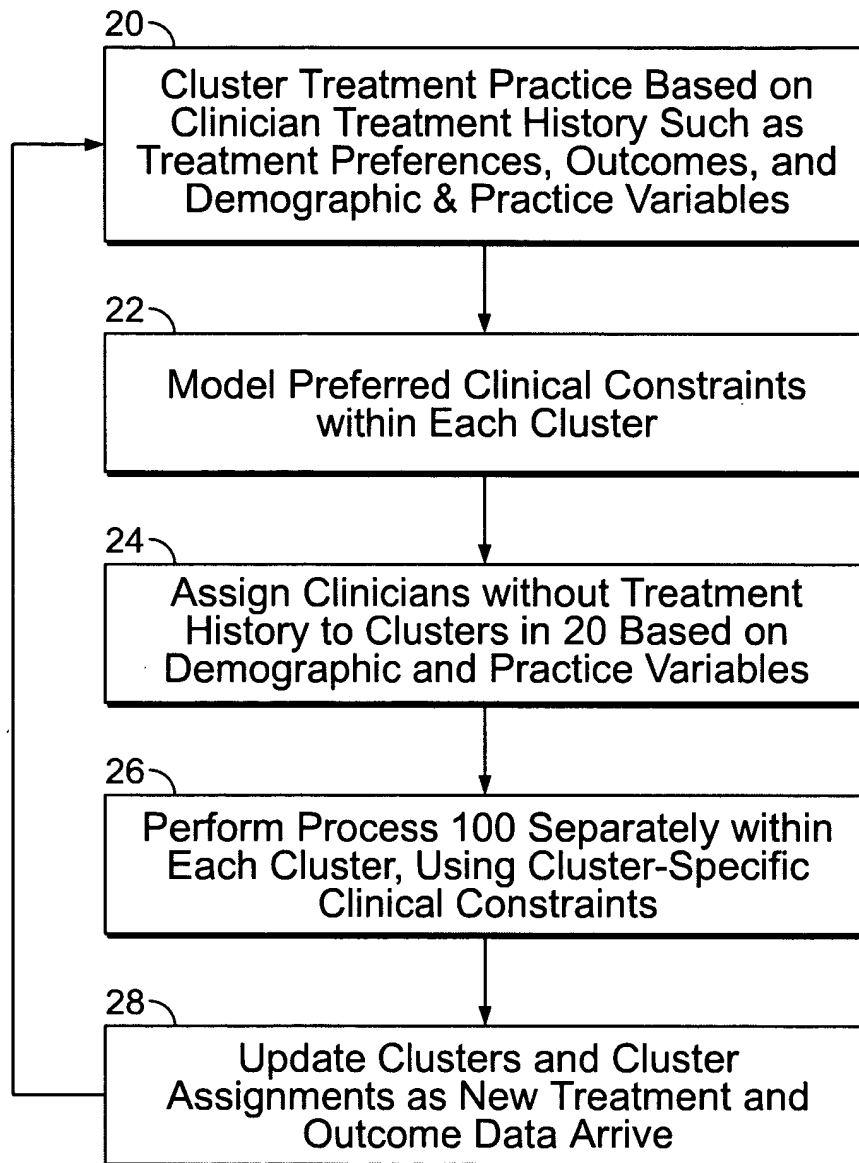 20
Cluster Treatment Practice Based on
Clinician Treatment History Such as
Treatment Preferences, Outcomes, and
Demographic & Practice Variables
22
Model Preferred Clinical Constraints
within Each Cluster
24
Assign Clinicians without Treatment
History to Clusters in 20 Based on
Demographic and Practice Variables
26
Perform Process 100 Separately within
Each Cluster, Using Cluster-Specific
Clinical Constraints
28
Update Clusters and Cluster
Assignments as New Treatment and
Outcome Data Arrive